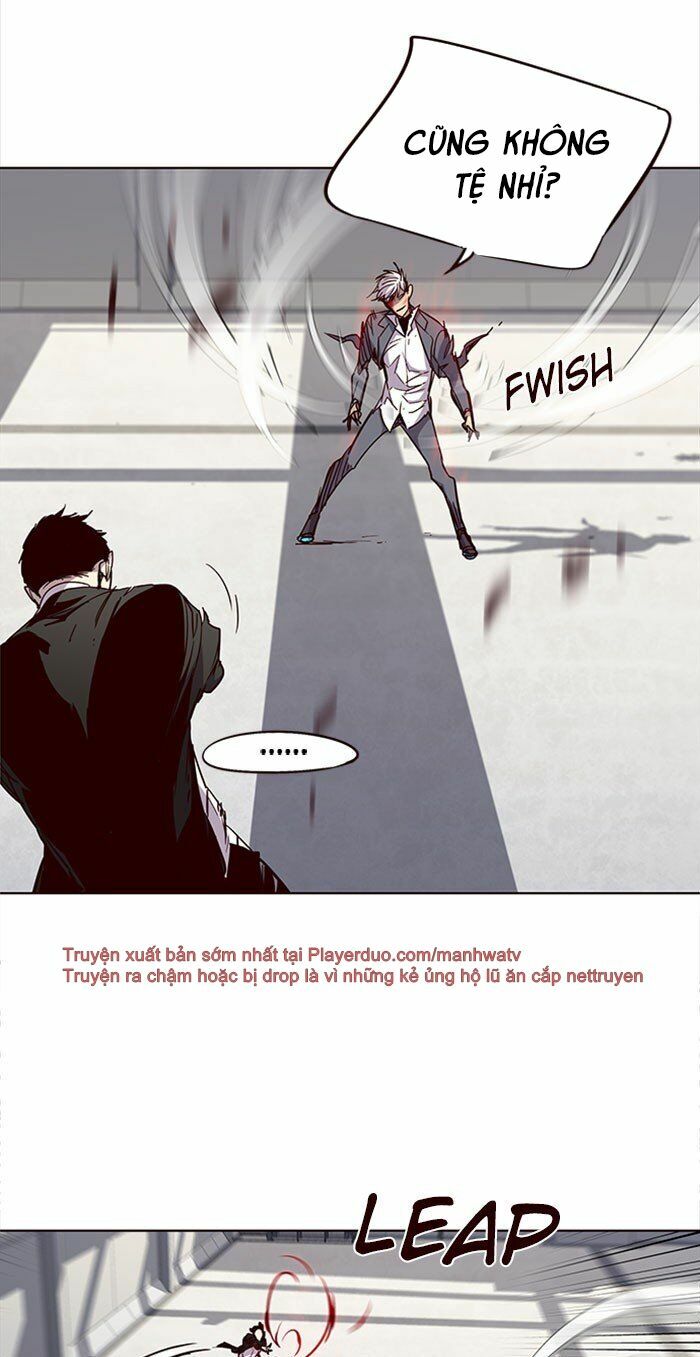 CŨNG KHÔNG
TỆ NHỈ?
FWISH
......
Truyện xuất bản sớm nhất tại Playerduo.com/manhwatv
Truyện ra chậm hoặc bị drop là vì những kẻ ủng hộ lũ ăn cắp nettruyen
LEAP